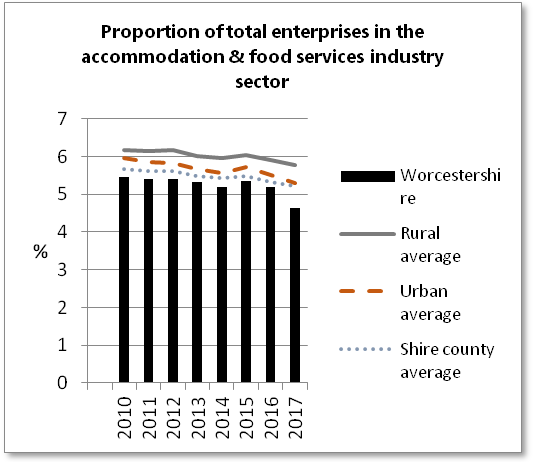 Proportion of total enterprises in the
accommodation & food services industry
sector
7
6
5
4
3
2
1
0
%
2010
2011
2012
2013
2014
2015
2016
2017
Worcestershi
re
Rural
average
Urban
average
Shire county
average